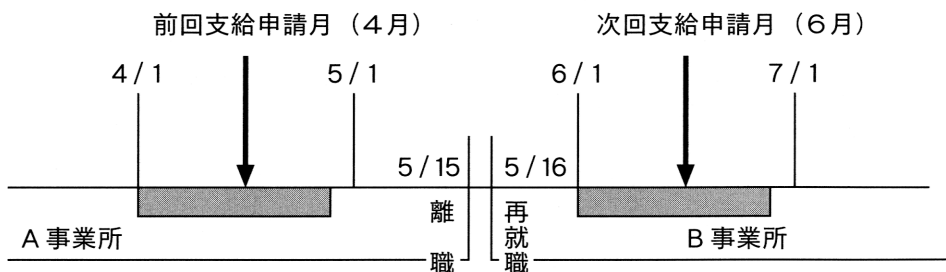 前回支給申請月（4月）
次回支給申請月（6月）
4/1
5/1
6/1
7/1
5/15
5/16
離職
再就職
A事業所
B事業所